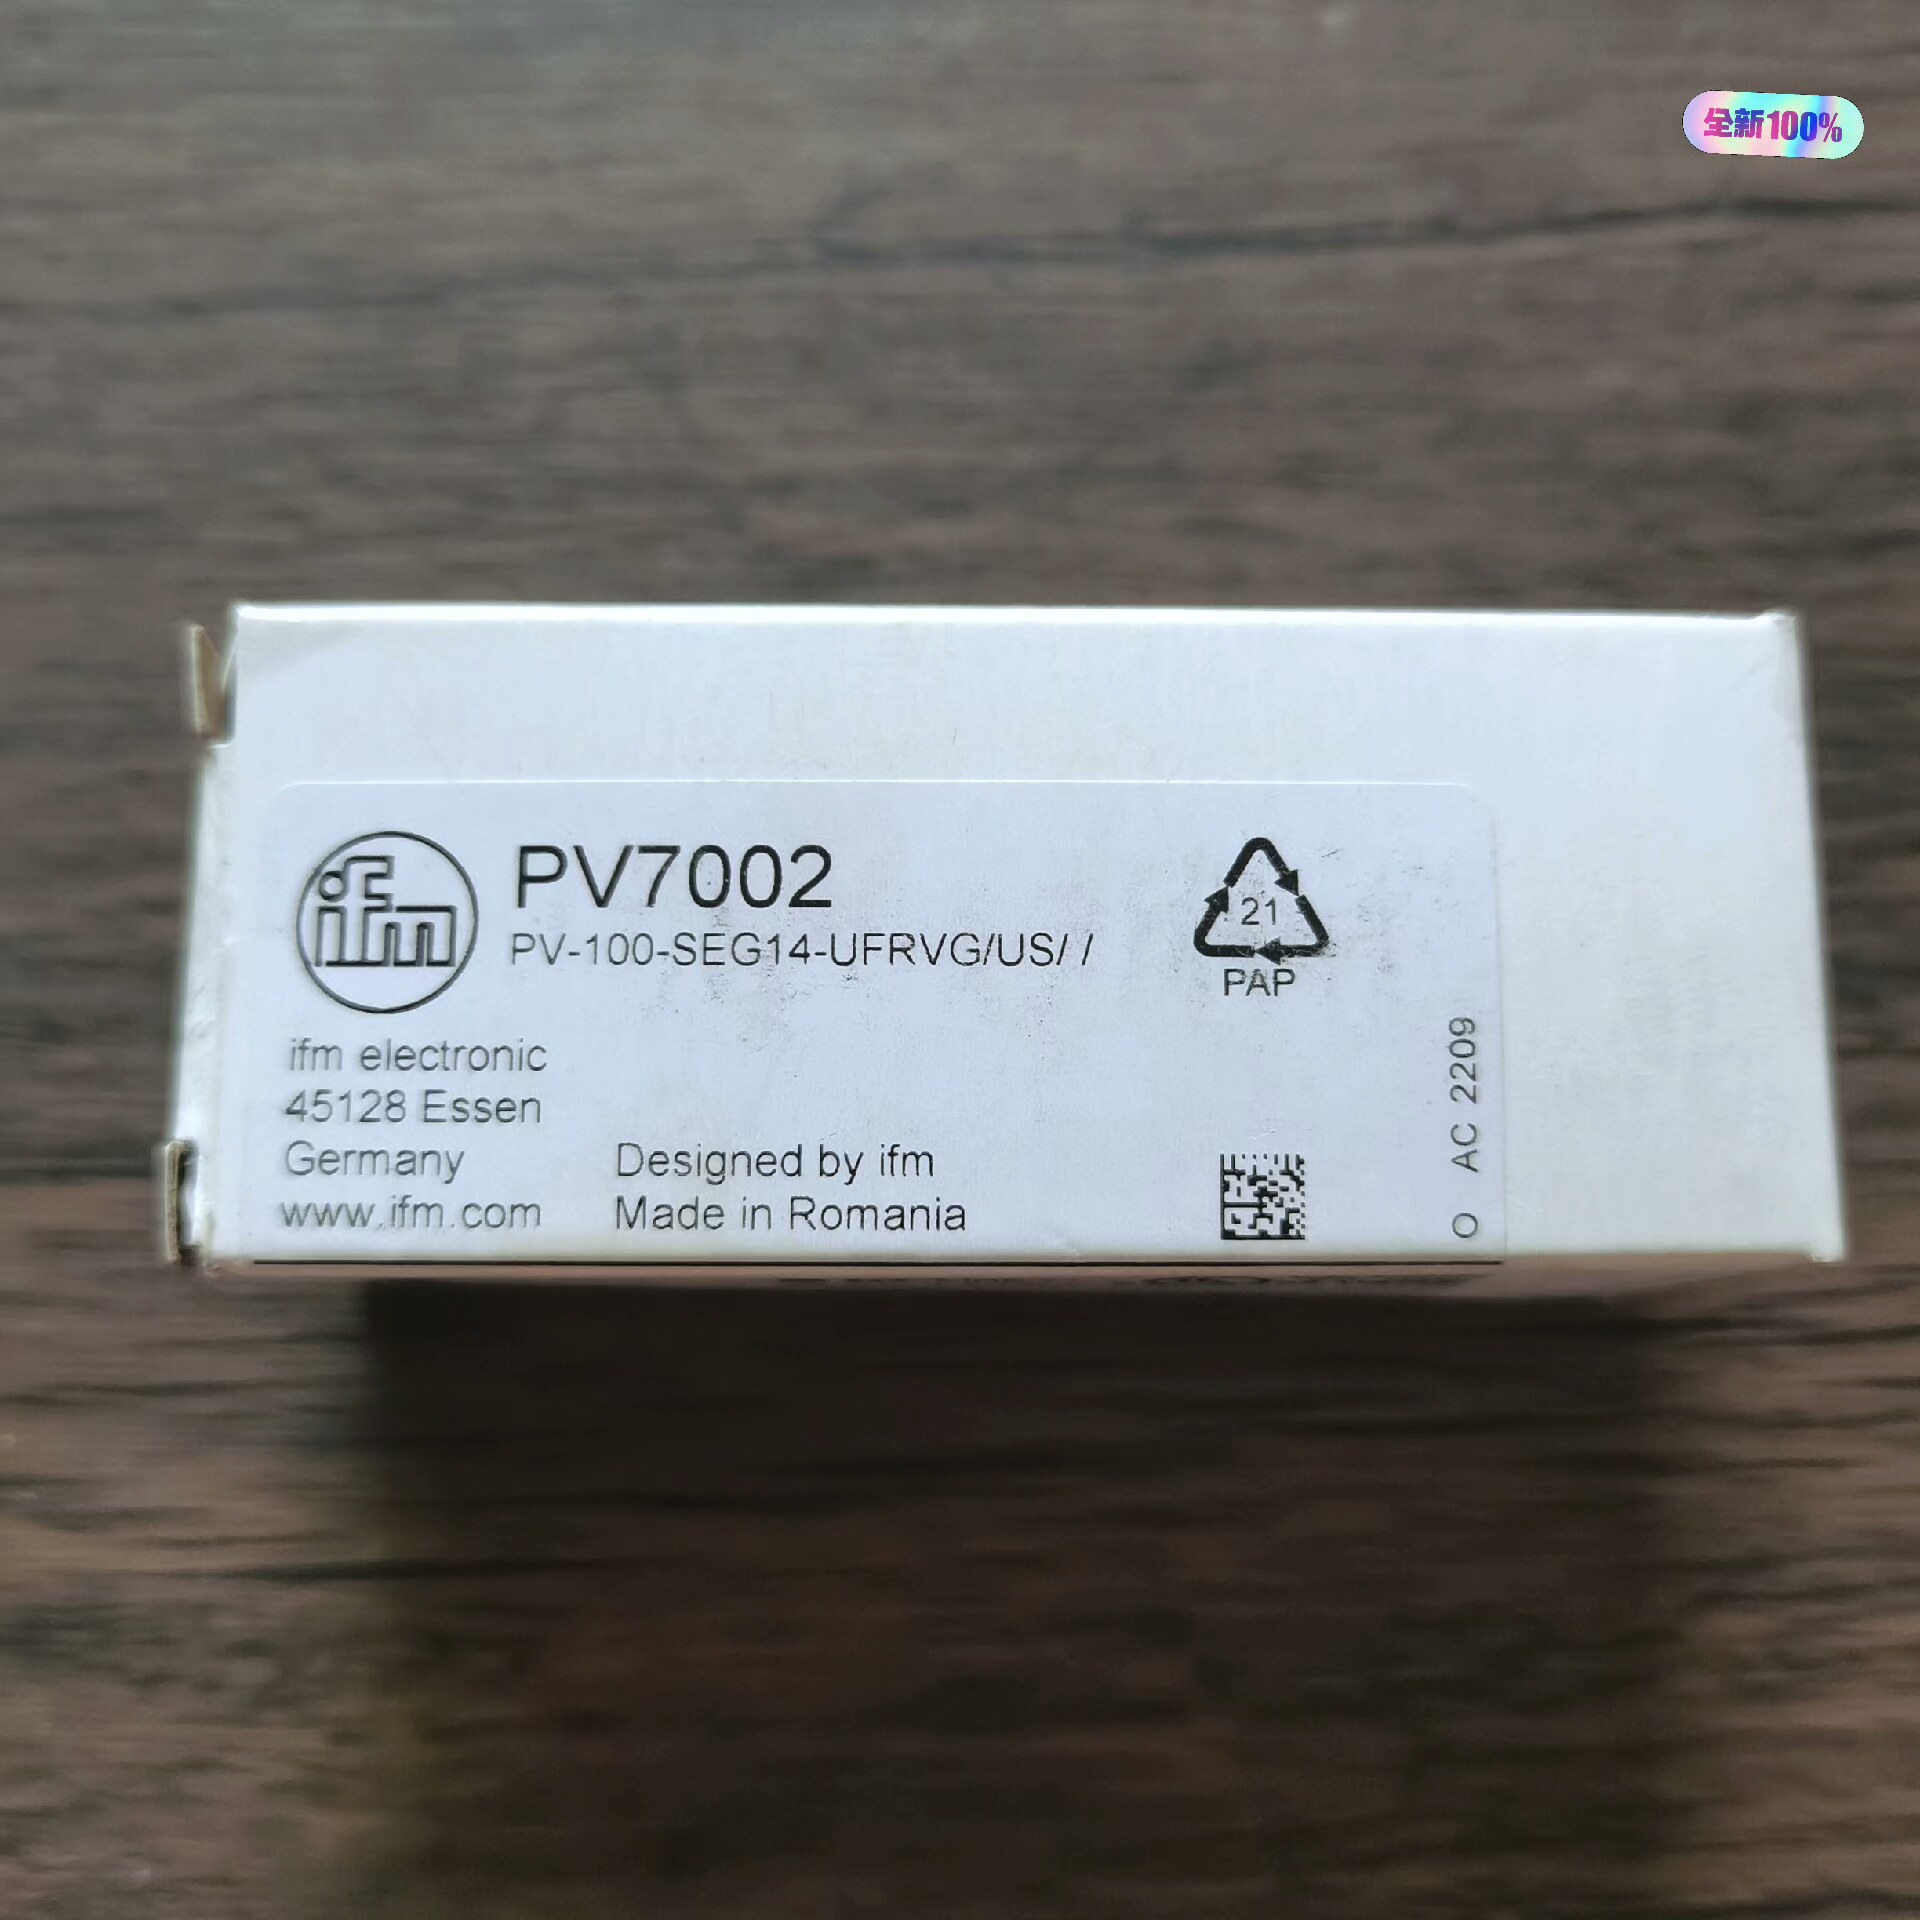 全新100%
ifm
PV7002
PV-100-SEG14-UFRVG/US/ /
21
PAP
ifm electronic
45128 Essen
Germany
www.ifm.com
Designed by ifm
Made in Romania
O AC 2209